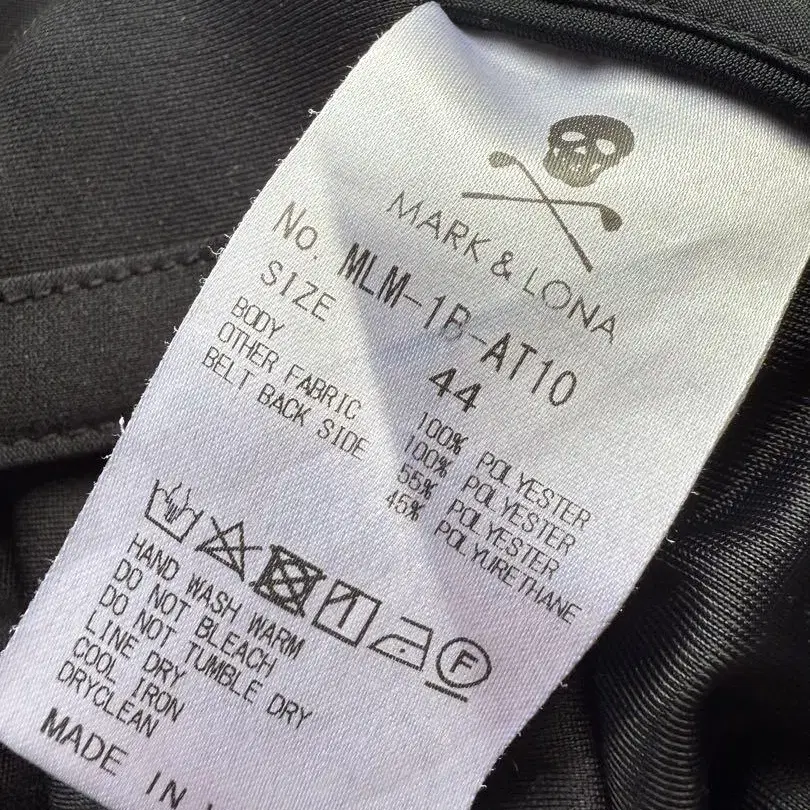 MARK & LONA
No. MLM-1B-AT10
SIZE 44
BODY 100% POLYESTER
OTHER FABRIC 100% POLYESTER
BELT BACK SIDE 55% POLYESTER
45% POLYURETHANE
F
HAND WASH WARM
DO NOT BLEACH
DO NOT TUMBLE DRY
LINE DRY
COOL IRON
DRYCLEAN
MADE IN